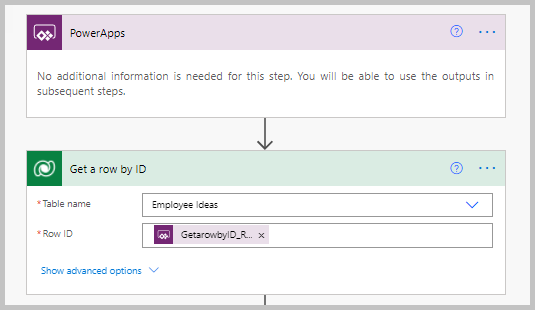 PowerApps
No additional information is needed for this step. You will be able to use the outputs in
subsequent steps.
Get a row by ID
*Table name
Employee Ideas
*Row ID
GetarowbyID_R... ×
Show advanced options